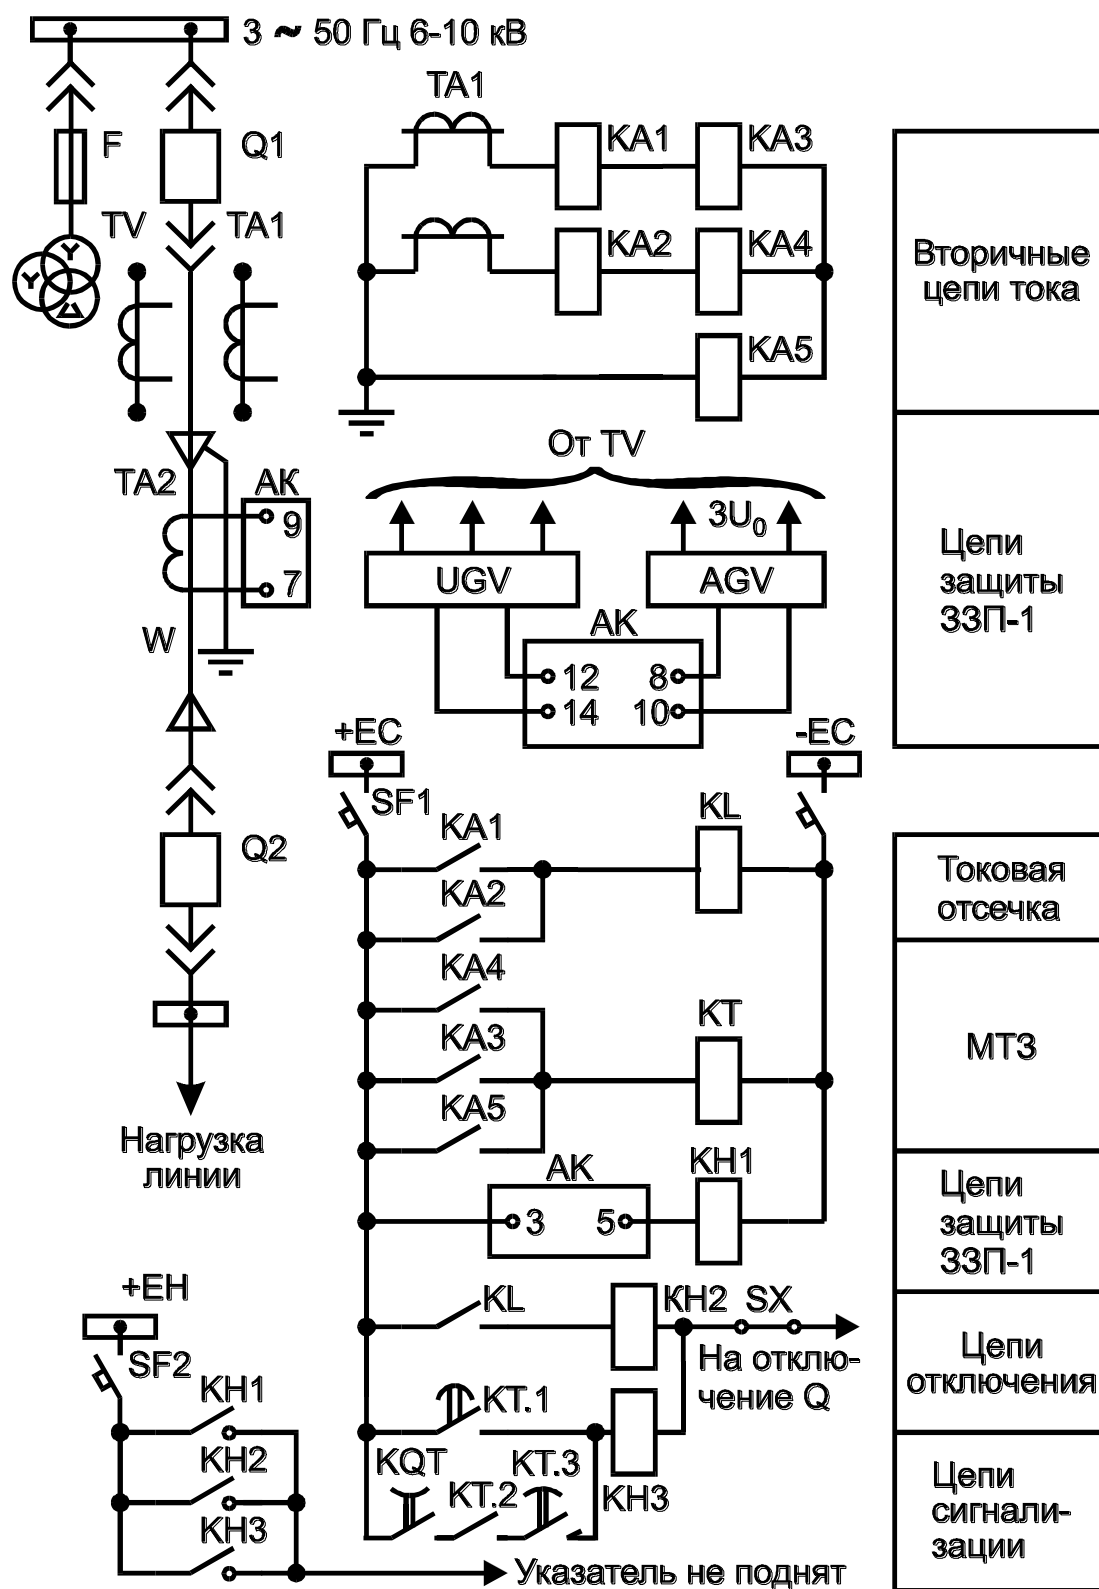 3 ~ 50 Гц 6-10 кВ
F
Q1
TV
TA1
TA2
АК
9
7
W
Q2
Нагрузка
линии
TA1
KA1
KA3
KA2
KA4
KA5
Вторичные
цепи тока
От TV
3U₀
UGV
AGV
АК
12
8
14
10
Цепи
защиты
ЗЗП-1
+EC
-EC
SF1
KA1
KL
KA2
Токовая
отсечка
KA4
KA3
KT
KA5
МТЗ
АК
3
5
KH1
Цепи
защиты
ЗЗП-1
KL
KH2
SX
На отклю-
чение Q
Цепи
отключения
KT.1
KQT
KT.2
KT.3
KH3
Цепи
сигнали-
зации
+EH
SF2
KH1
KH2
KH3
Указатель не поднят